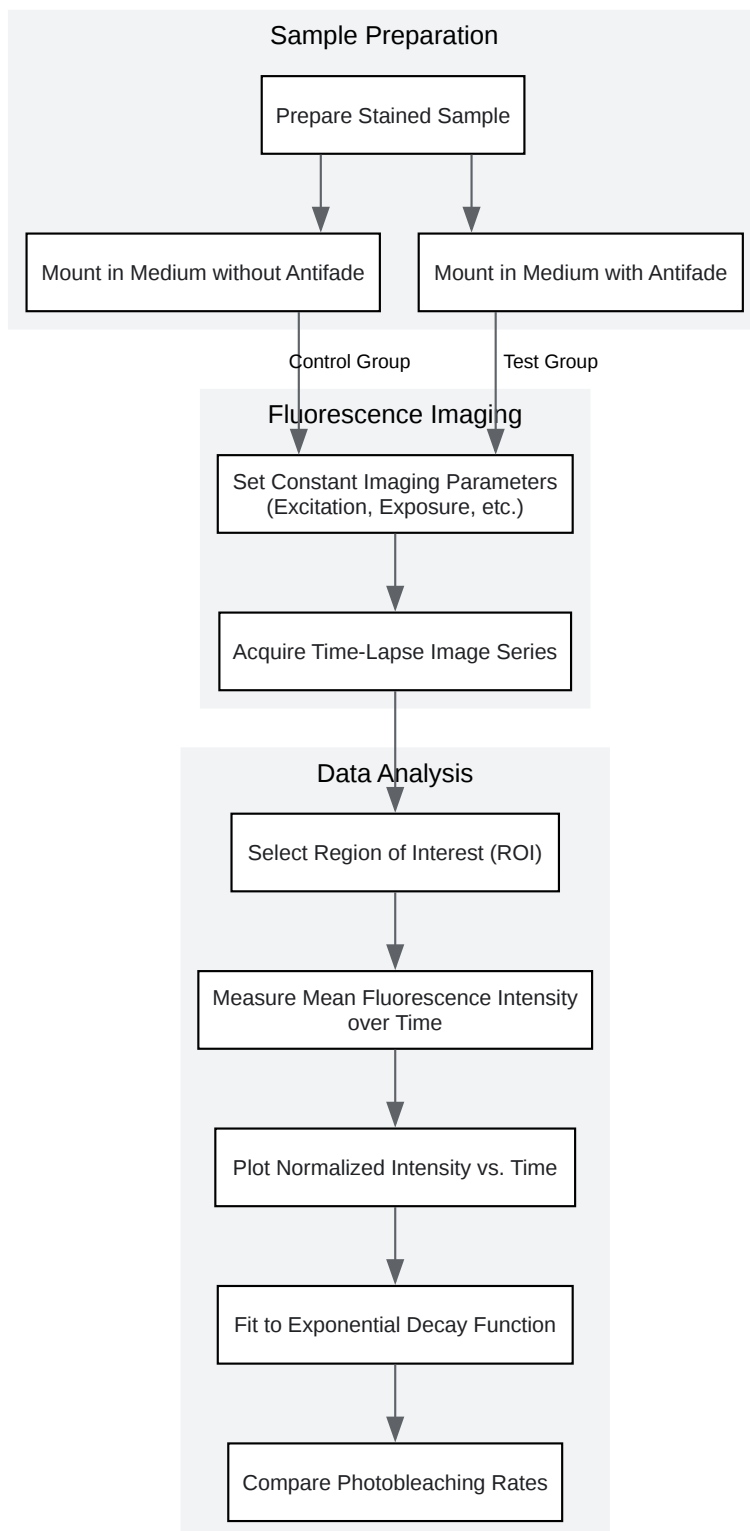 Sample Preparation
Prepare Stained Sample
Mount in Medium without Antifade
Mount in Medium with Antifade
Control Group
Test Group
Fluorescence Imaging
Set Constant Imaging Parameters
(Excitation, Exposure, etc.)
Acquire Time-Lapse Image Series
Data Analysis
Select Region of Interest (ROI)
Measure Mean Fluorescence Intensity
over Time
Plot Normalized Intensity vs. Time
Fit to Exponential Decay Function
Compare Photobleaching Rates